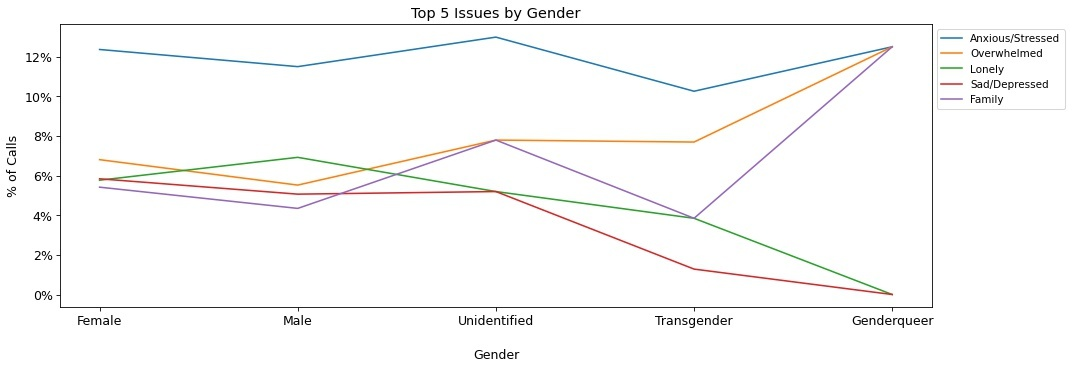 Top 5 Issues by Gender
% of Calls
12%
10%
8%
6%
4%
2%
0%
Female Male Unidentified Transgender Genderqueer
Gender
Anxious/Stressed
Overwhelmed
Lonely
Sad/Depressed
Family